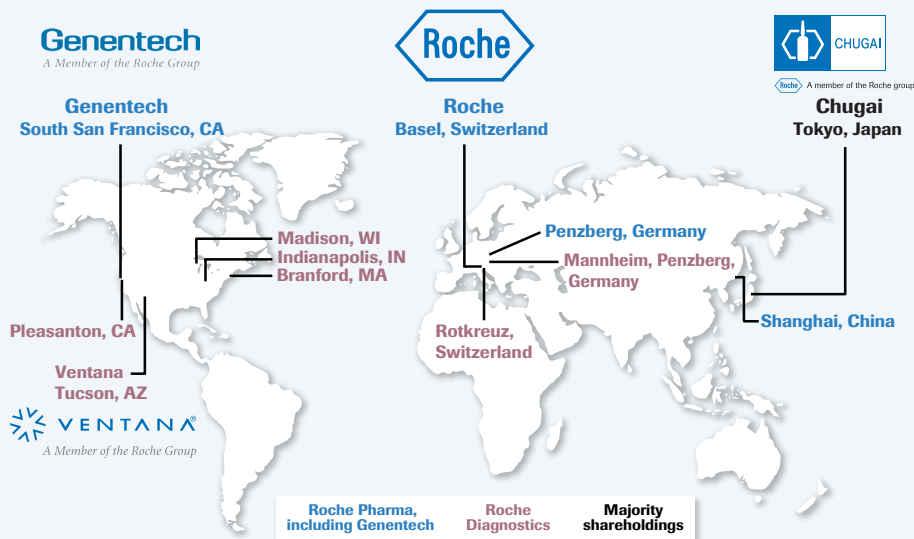 Genentech
A Member of the Roche Group
Roche
CHUGAI
Roche A member of the Roche group
Genentech
South San Francisco, CA
Roche
Basel, Switzerland
Chugai
Tokyo, Japan
Madison, WI
Indianapolis, IN
Branford, MA
Penzberg, Germany
Mannheim, Penzberg,
Germany
Pleasanton, CA
Rotkreuz,
Switzerland
Shanghai, China
Ventana
Tucson, AZ
VENTANA®
A Member of the Roche Group
Roche Pharma,
including Genentech
Roche
Diagnostics
Majority
shareholdings